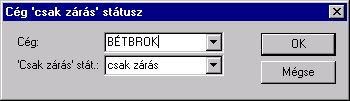 Cég 'csak zárás' státusz
Cég: BÉTBROK OK
'Csak zárás' stát.: csak zárás Mégse